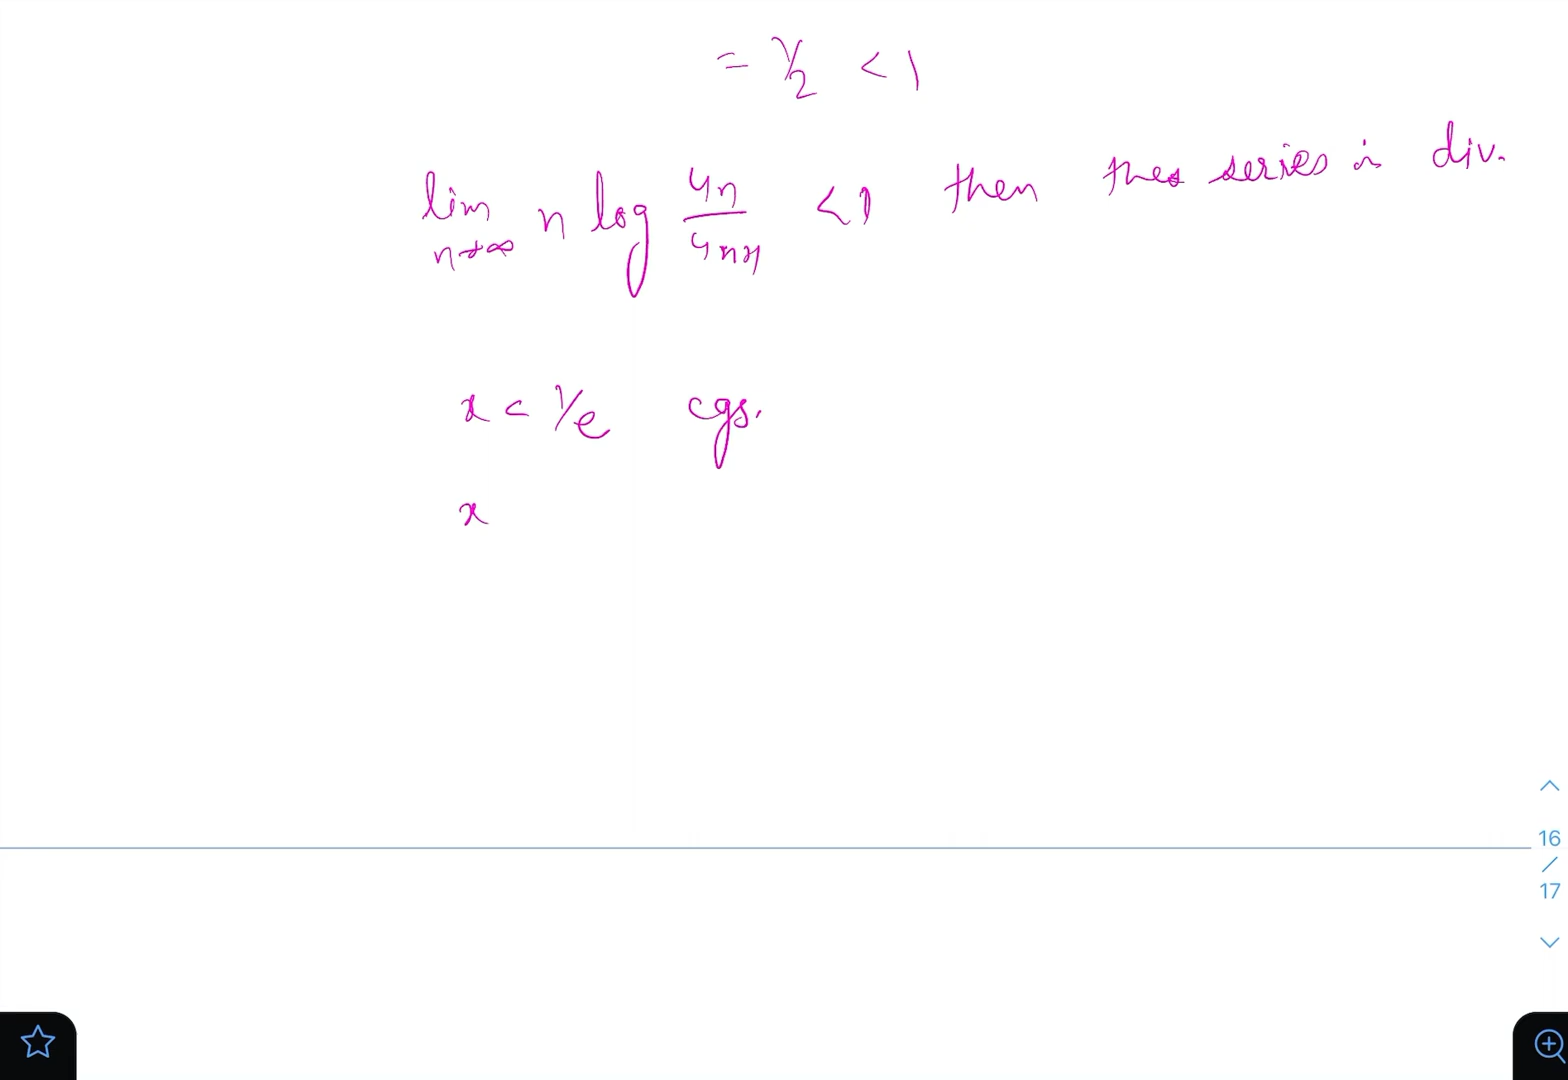 = 1/2 < 1
lim n→∞ n log un/un+1 < 1 then the series is div.
x < 1/e cgs.
x
16
/
17